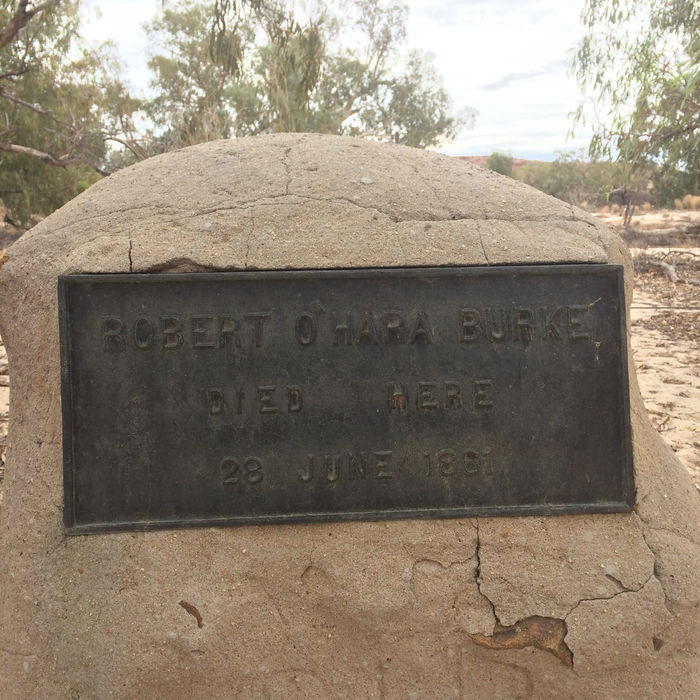 ROBERT O'HARA BURKE
DIED HERE
28 JUNE 1861